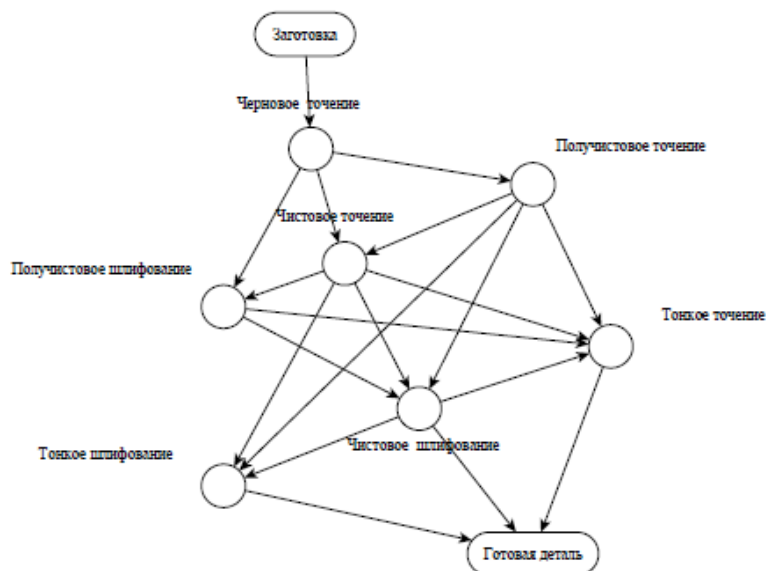 Заготовка
Черновое точение
Получистовое точение
Чистовое точение
Получистовое шлифование
Тонкое точение
Чистовое шлифование
Тонкое шлифование
Готовая деталь